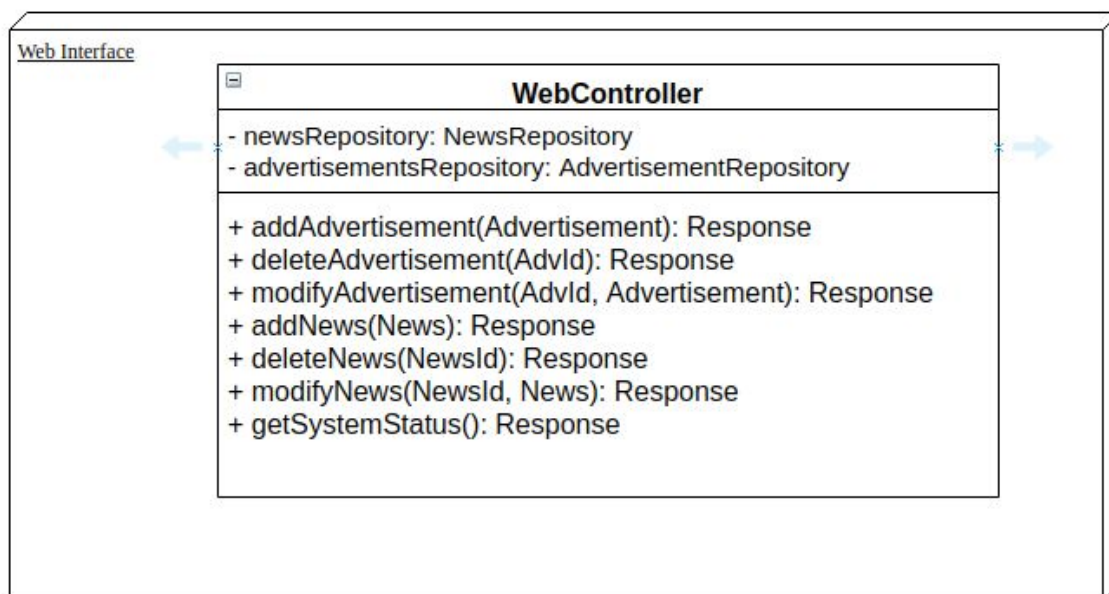 Web Interface
WebController
- newsRepository: NewsRepository
- advertisementsRepository: AdvertisementRepository
+ addAdvertisement(Advertisement): Response
+ deleteAdvertisement(AdvId): Response
+ modifyAdvertisement(AdvId, Advertisement): Response
+ addNews(News): Response
+ deleteNews(NewsId): Response
+ modifyNews(NewsId, News): Response
+ getSystemStatus(): Response